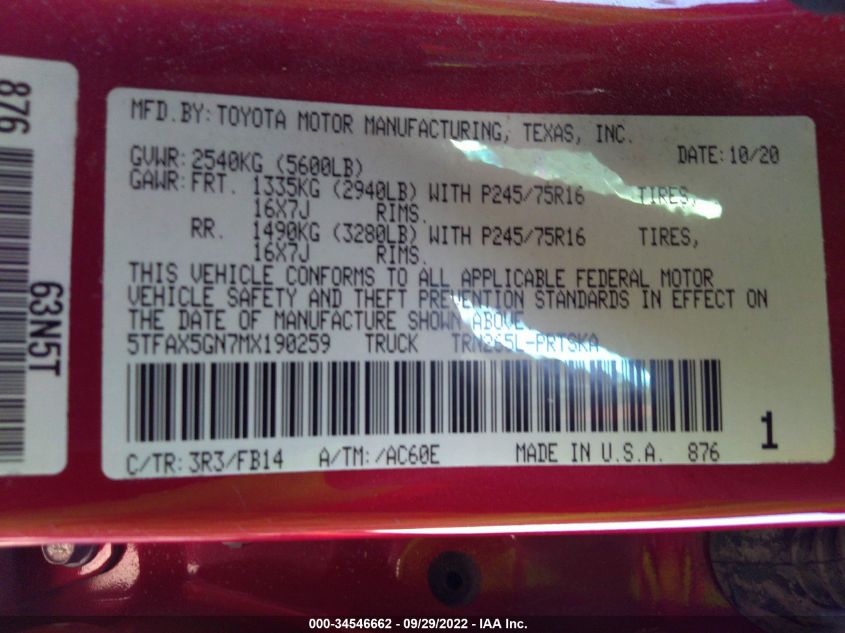 876
63N5T
MFD.BY: TOYOTA MOTOR MANUFACTURING, TEXAS, INC.
DATE: 10/20
GVWR: 2540KG (5600LB)
GAWR: FRT. 1335KG (2940LB) WITH P245/75R16 TIRES,
16X7J RIMS.
RR. 1490KG (3280LB) WITH P245/75R16 TIRES,
16X7J RIMS.
THIS VEHICLE CONFORMS TO ALL APPLICABLE FEDERAL MOTOR
VEHICLE SAFETY AND THEFT PREVENTION STANDARDS IN EFFECT ON
THE DATE OF MANUFACTURE SHOWN ABOVE.
5TFAX5GN7MX190259 TRUCK TRN265L-PRTSKA
C/TR: 3R3/FB14 A/TM: /AC60E MADE IN U.S.A. 876
1
000-34546662 - 09/29/2022 - IAA Inc.